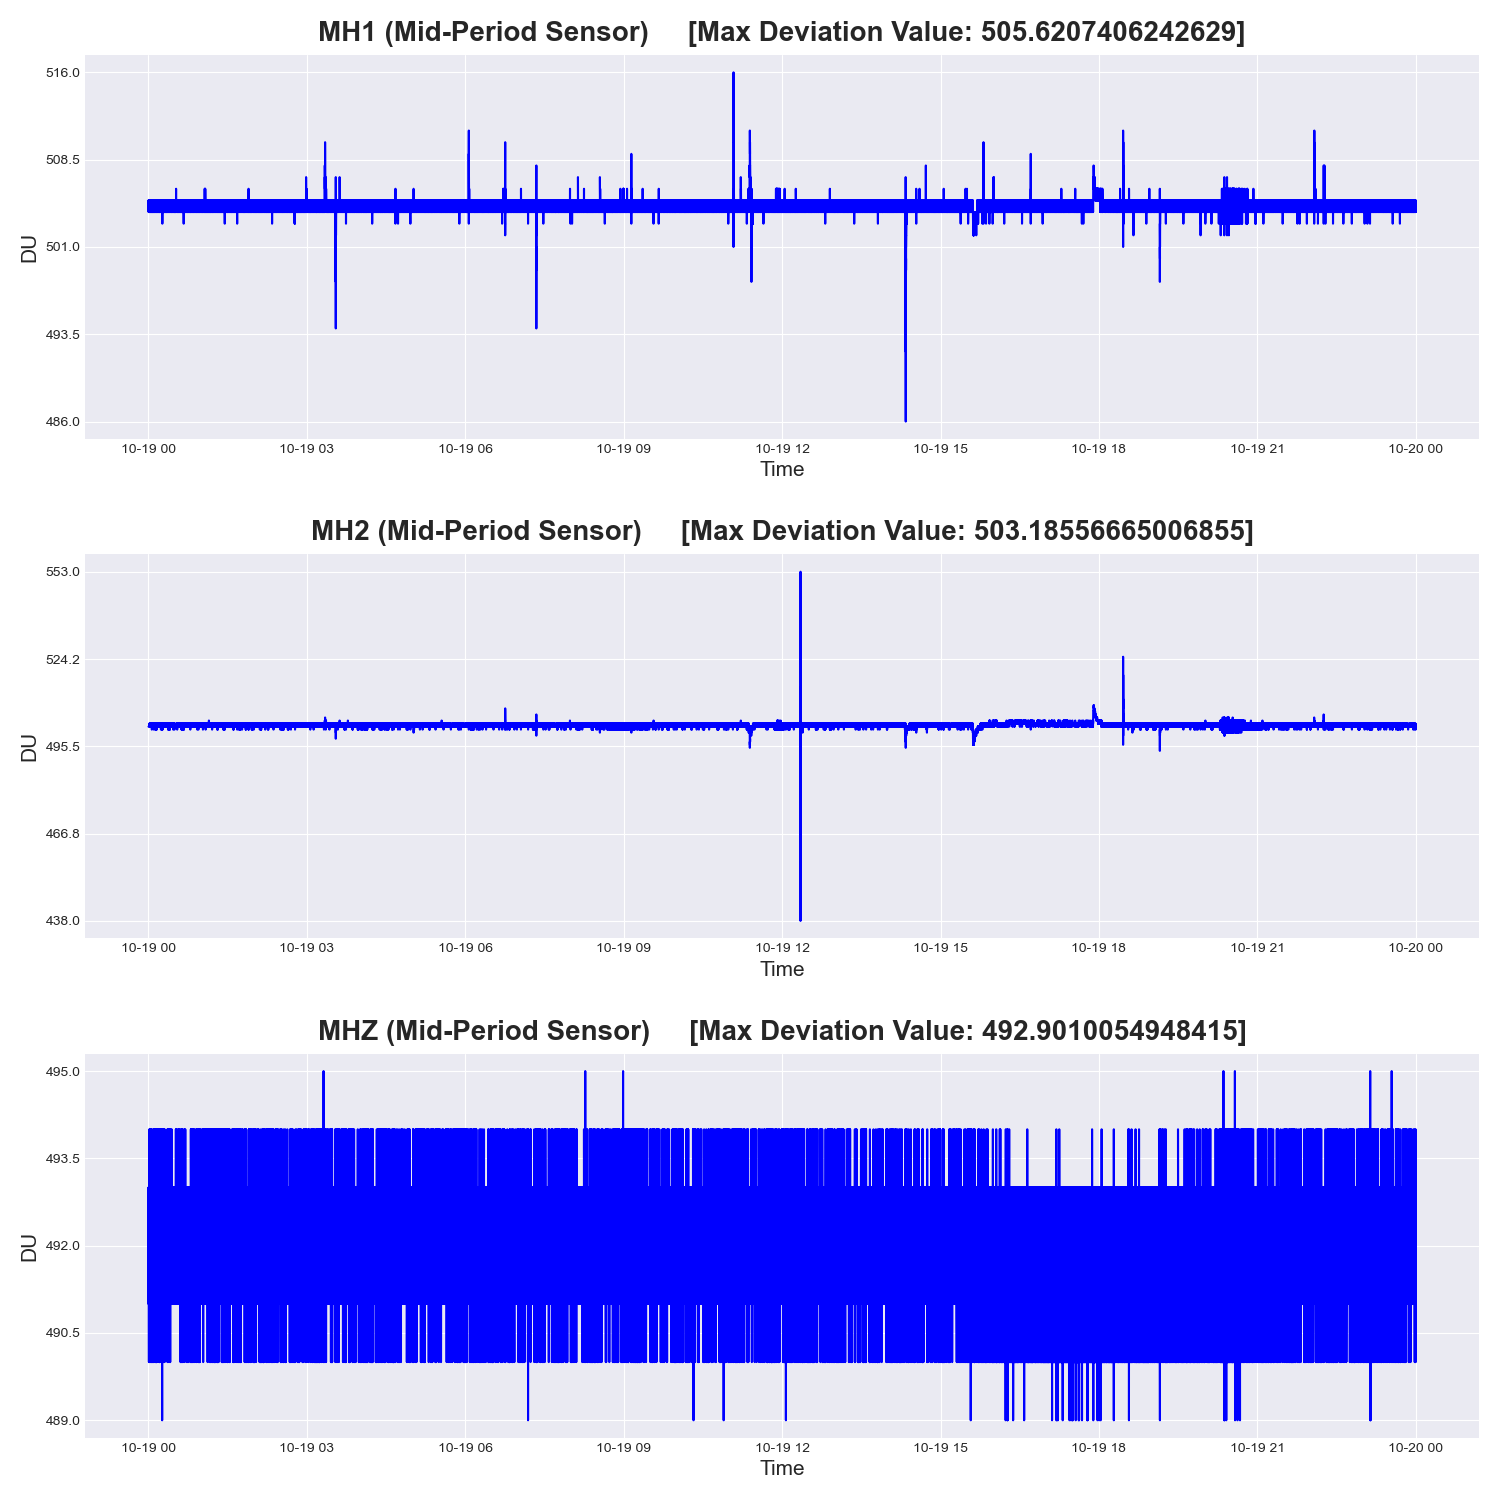 MH1 (Mid-Period Sensor) [Max Deviation Value: 505.6207406242629]
516.0
508.5
501.0
493.5
486.0
DU
10-19 00 10-19 03 10-19 06 10-19 09 10-19 12 10-19 15 10-19 18 10-19 21 10-20 00
Time
MH2 (Mid-Period Sensor) [Max Deviation Value: 503.18556665006855]
553.0
524.2
495.5
466.8
438.0
DU
10-19 00 10-19 03 10-19 06 10-19 09 10-19 12 10-19 15 10-19 18 10-19 21 10-20 00
Time
MHZ (Mid-Period Sensor) [Max Deviation Value: 492.9010054948415]
495.0
493.5
492.0
490.5
489.0
DU
10-19 00 10-19 03 10-19 06 10-19 09 10-19 12 10-19 15 10-19 18 10-19 21 10-20 00
Time